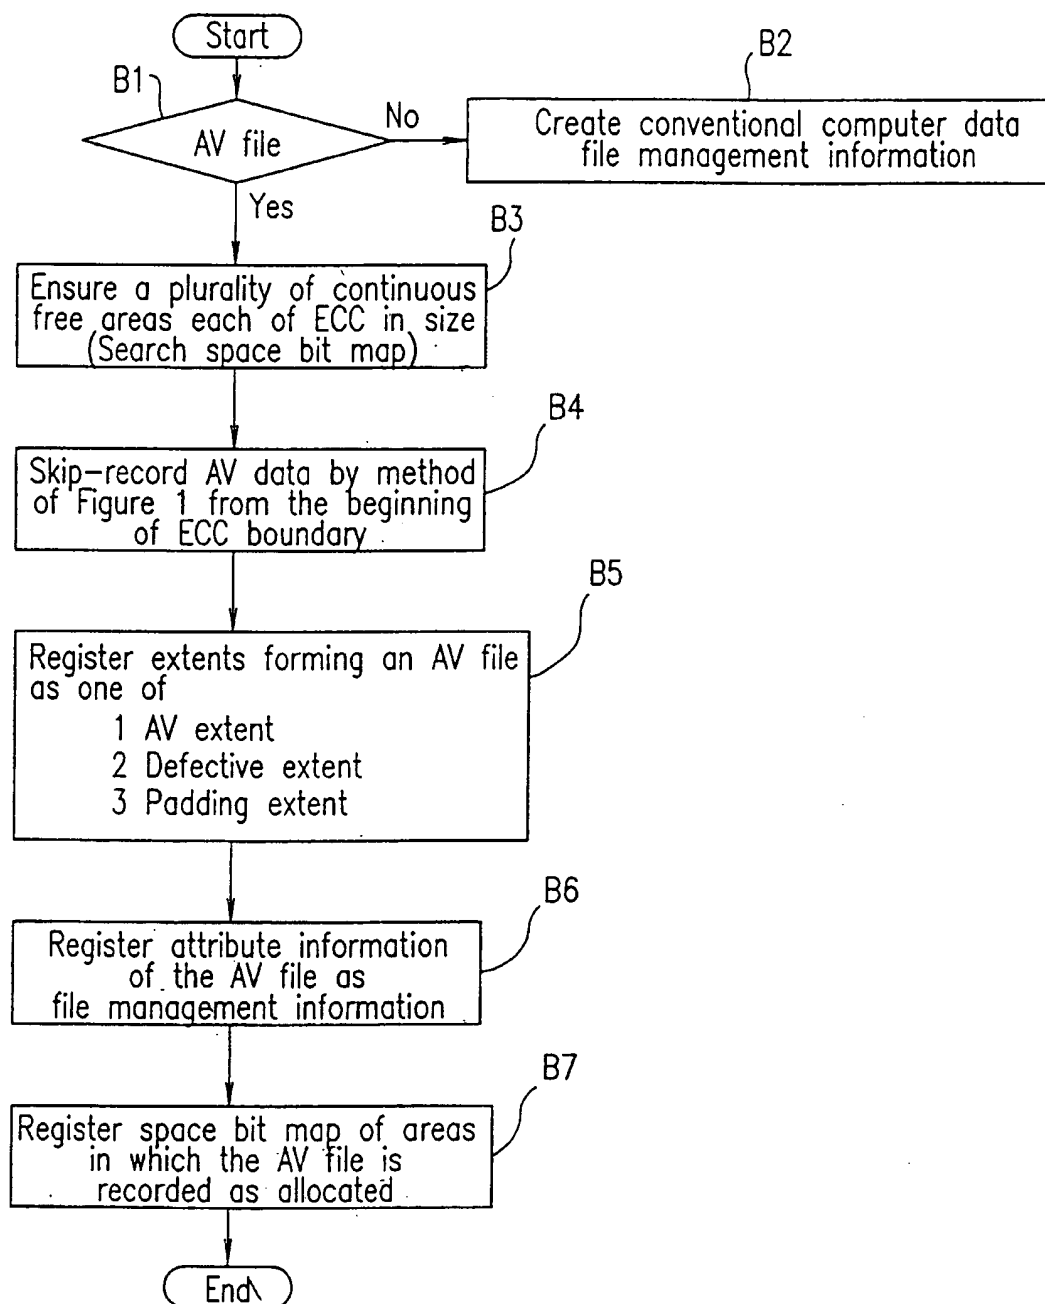 Start
B1
AV file
No
Yes
B2
Create conventional computer data
file management information
B3
Ensure a plurality of continuous
free areas each of ECC in size
(Search space bit map)
B4
Skip-record AV data by method
of Figure 1 from the beginning
of ECC boundary
B5
Register extents forming an AV file
as one of
1 AV extent
2 Defective extent
3 Padding extent
B6
Register attribute information
of the AV file as
file management information
B7
Register space bit map of areas
in which the AV file is
recorded as allocated
End